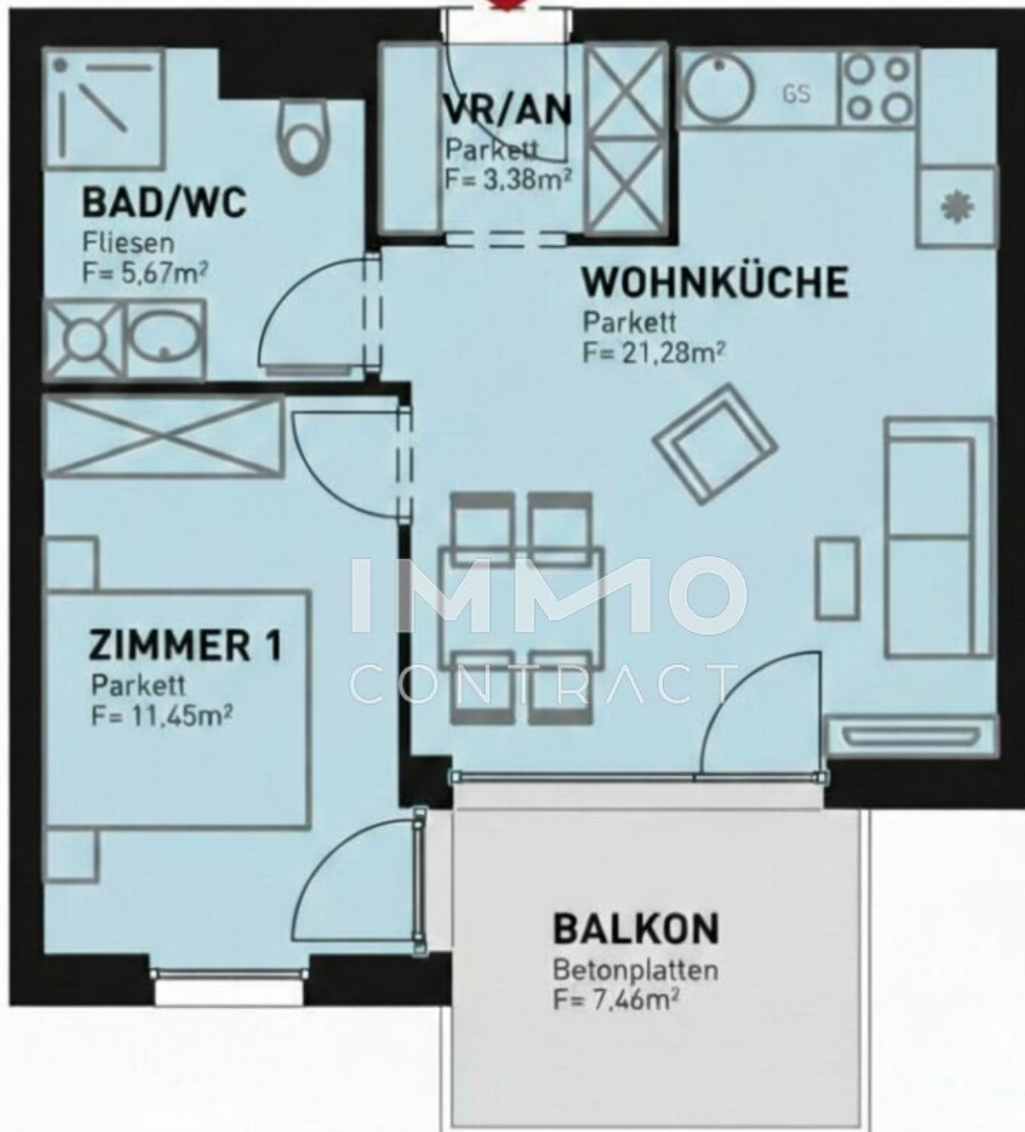 VR/AN
Parkett
F= 3,38m²
GS
BAD/WC
Fliesen
F= 5,67m²
WOHNKÜCHE
Parkett
F= 21,28m²
IMMO
CONTRACT
ZIMMER 1
Parkett
F= 11,45m²
BALKON
Betonplatten
F= 7,46m²